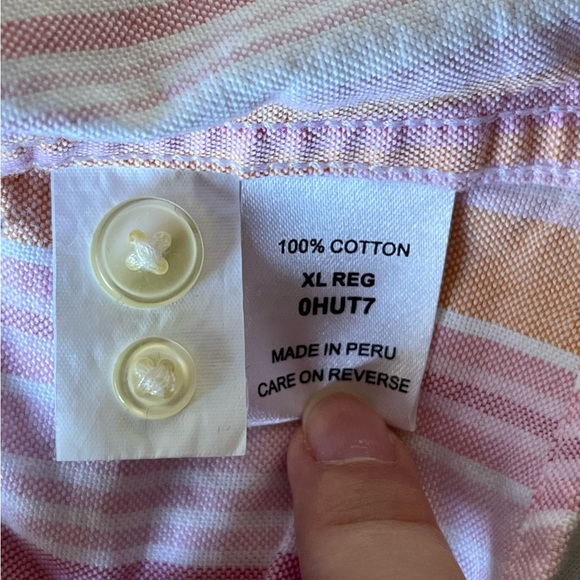 100% COTTON
XL REG
0HUT7
MADE IN PERU
CARE ON REVERSE